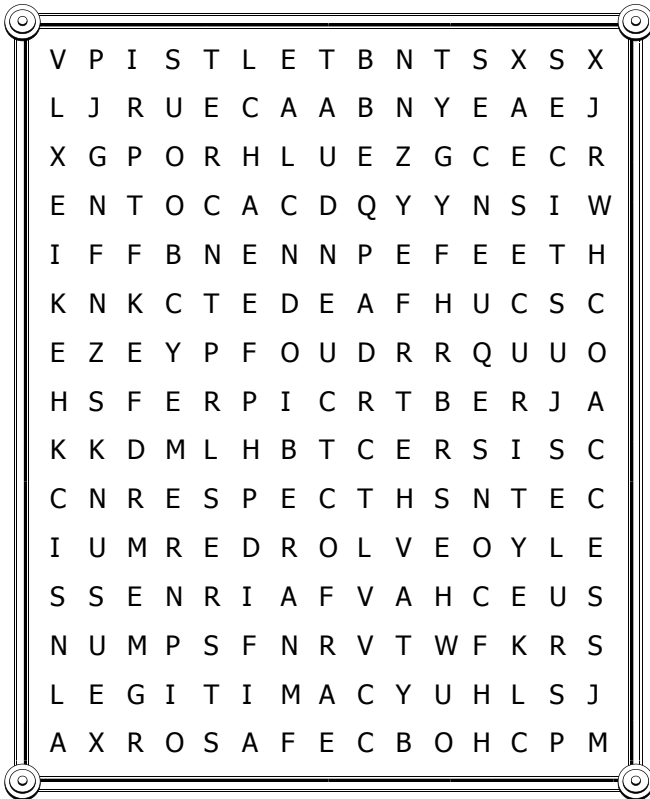 V P I S T L E T B N T S X S X
L J R U E C A A B N Y E A E J
X G P O R H L U E Z G C E C R
E N T O C A C D Q Y Y N S I W
I F F B N E N N P E F E E T H
K N K C T E D E A F H U C S C
E Z E Y P F O U D R R Q U U O
H S F E R P I C R T B E R J A
K K D M L H B T C E R S I S C
C N R E S P E C T H S N T E C
I U M R E D R O L V E O Y L E
S S E N R I A F V A H C E U S
N U M P S F N R V T W F K R S
L E G I T I M A C Y U H L S J
A X R O S A F E C B O H C P M